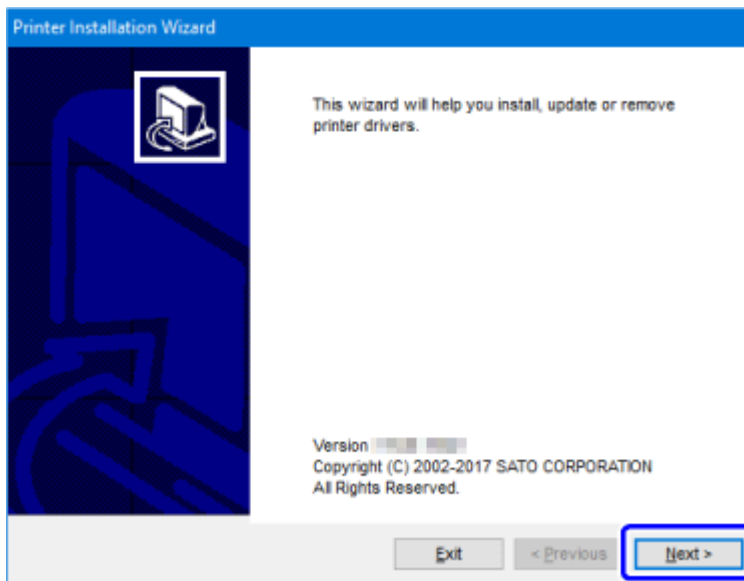 Printer Installation Wizard
This wizard will help you install, update or remove
printer drivers.
Version
Copyright (C) 2002-2017 SATO CORPORATION
All Rights Reserved.
Exit
< Previous
Next >